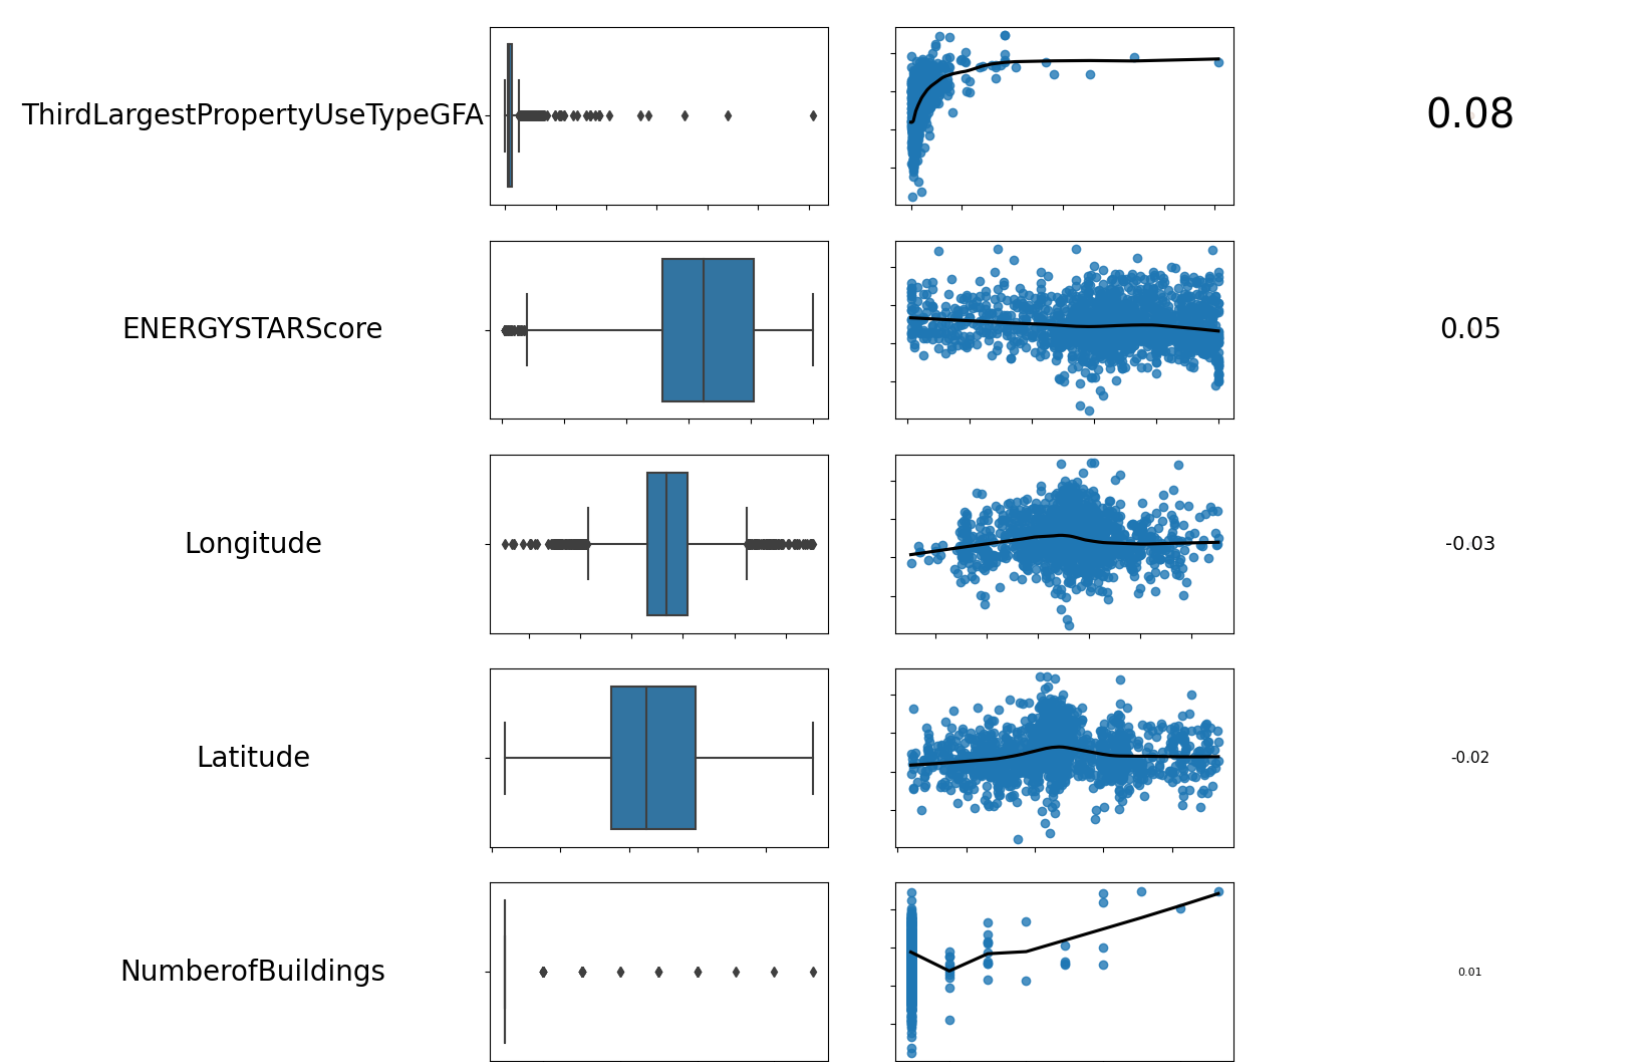 ThirdLargestPropertyUseTypeGFA
0.08
ENERGYSTARScore
0.05
Longitude
-0.03
Latitude
-0.02
NumberofBuildings
0.01